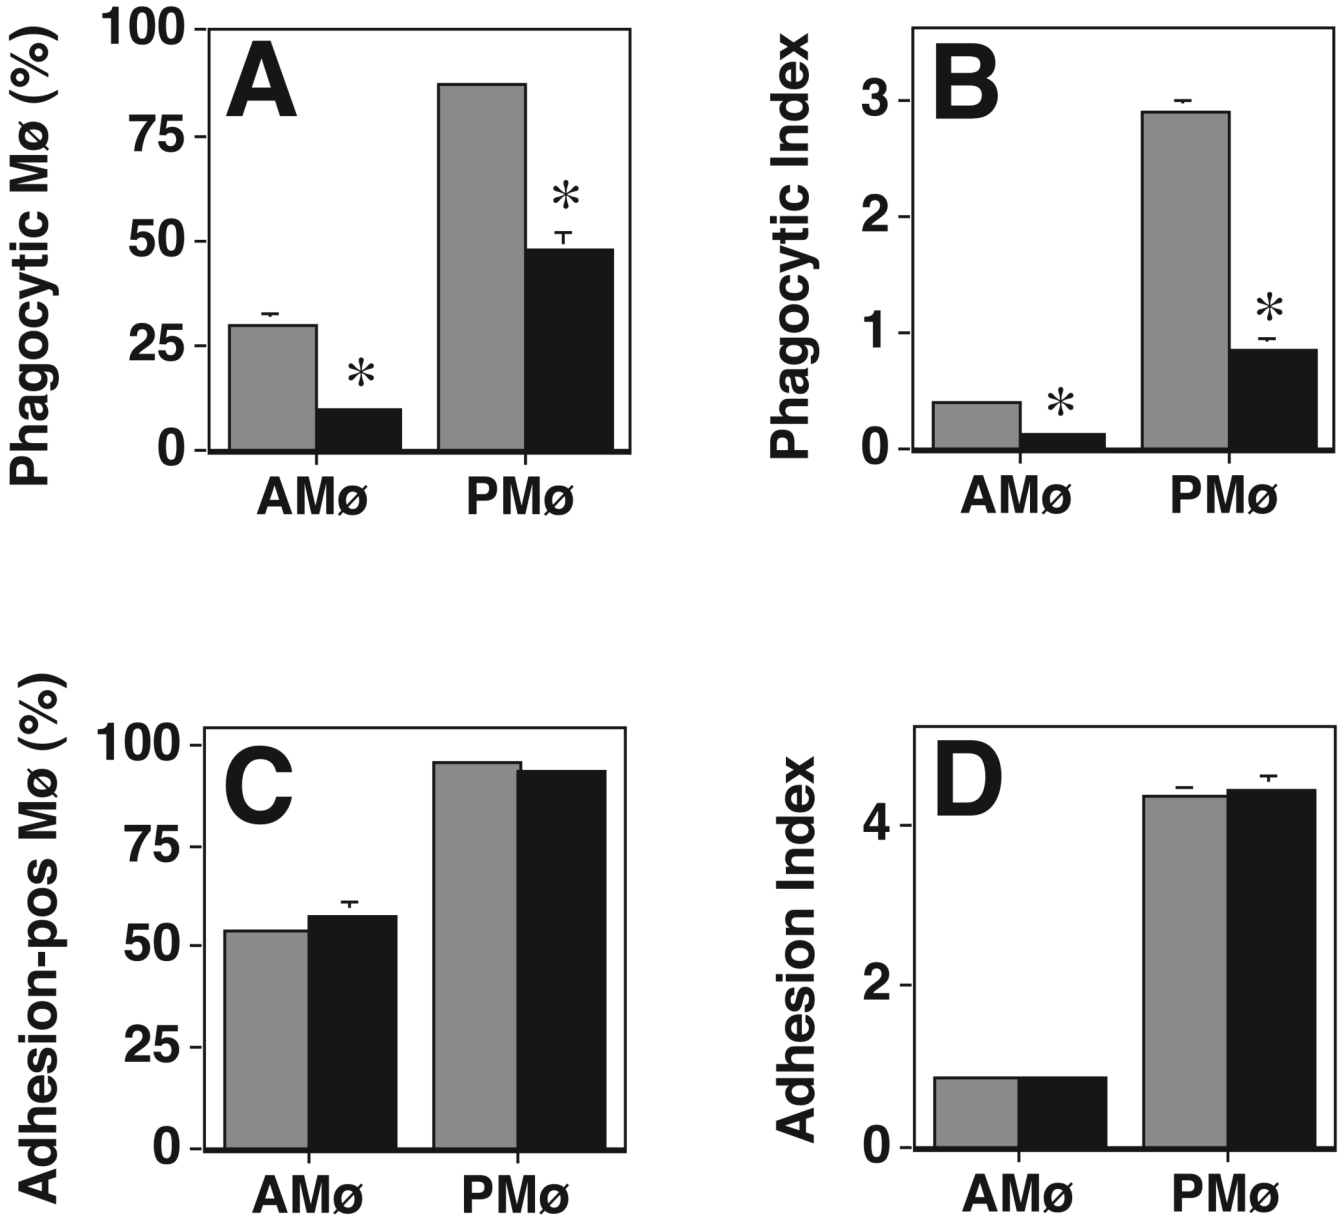 A
Phagocytic Mø (%)
100
75
50
25
0
*
*
AMø
PMø
B
Phagocytic Index
3
2
1
0
*
*
AMø
PMø
C
Adhesion-pos Mø (%)
100
75
50
25
0
AMø
PMø
D
Adhesion Index
4
2
0
AMø
PMø